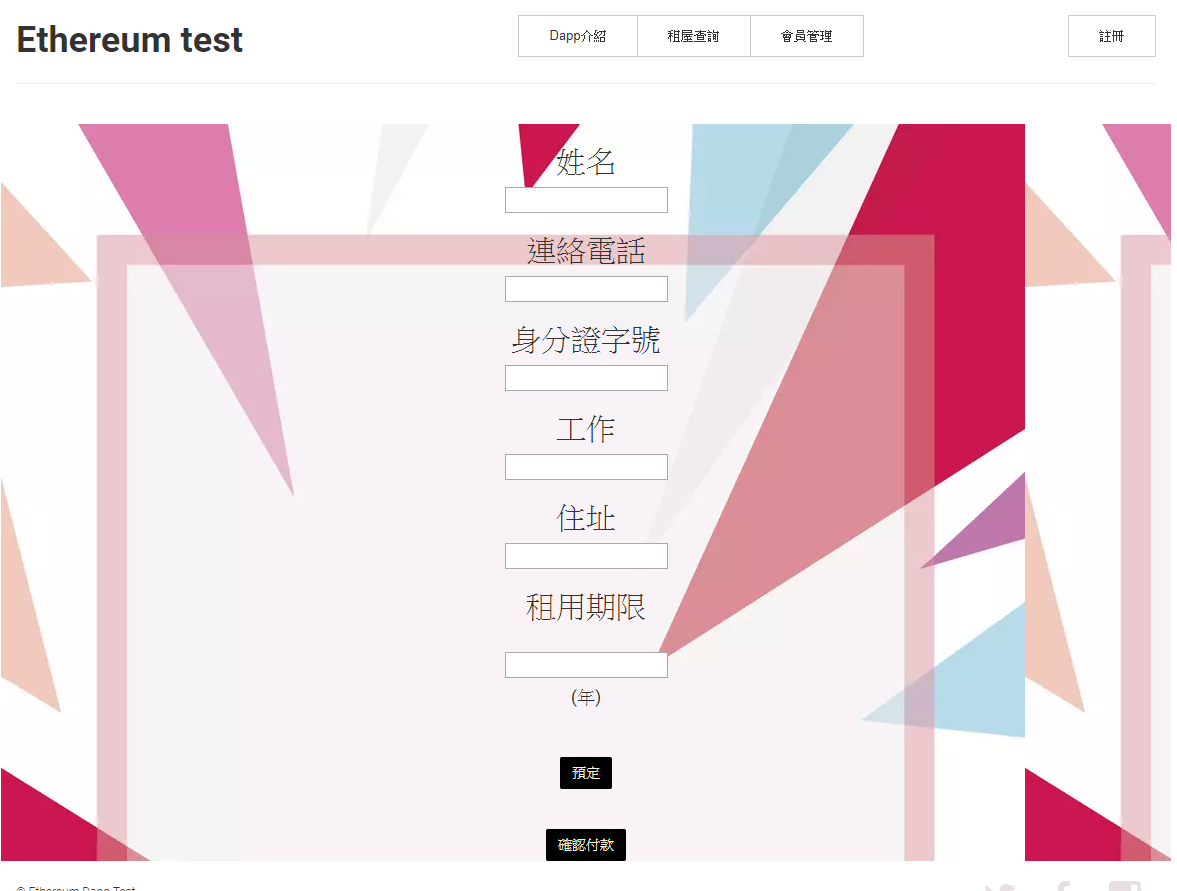 Ethereum test
Dapp介紹
租屋查詢
會員管理
註冊
姓名
連絡電話
身分證字號
工作
住址
租用期限
(年)
預定
確認付款
© Ethereum Dapp Test